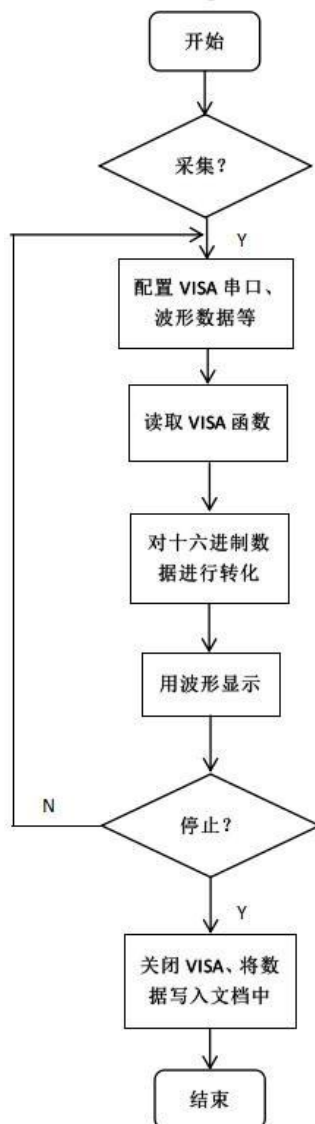 开始
采集?
Y
配置 VISA 串口、
波形数据等
读取 VISA 函数
对十六进制数
据进行转化
用波形显示
停止?
N
Y
关闭 VISA、将数
据写入文档中
结束